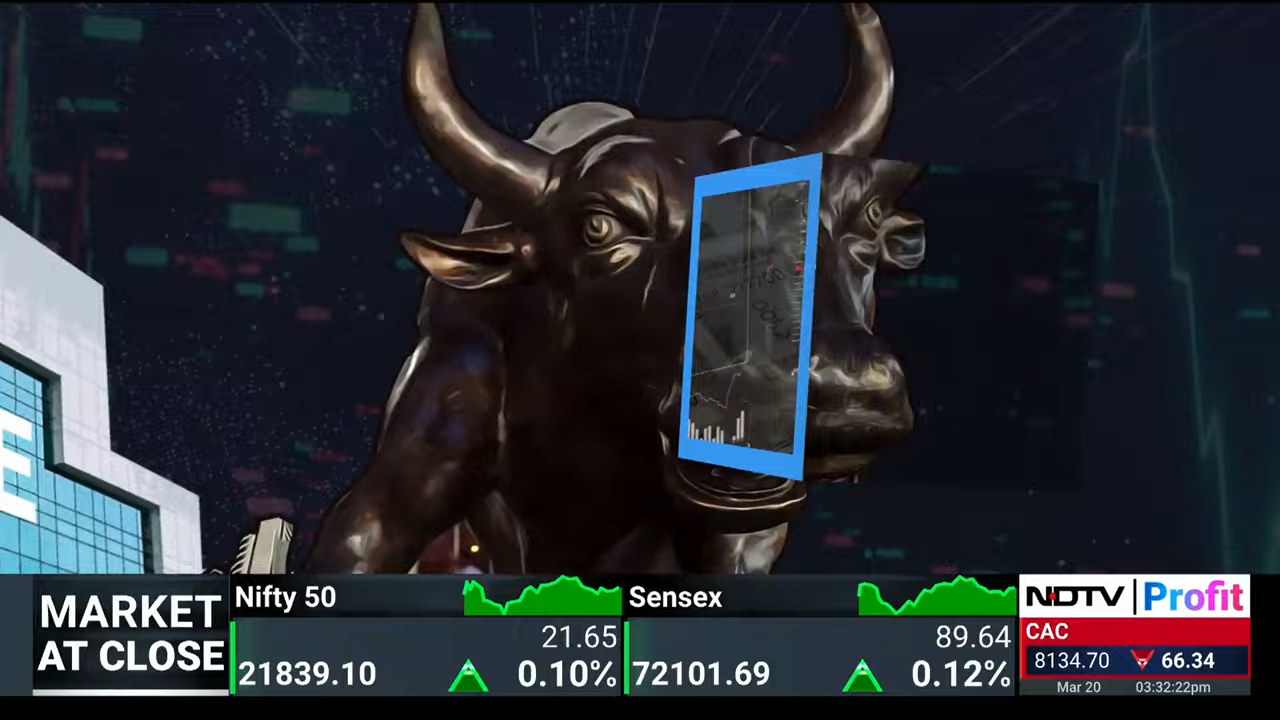 E
MARKET
AT CLOSE
Nifty 50
21.65
21839.10
0.10%
Sensex
89.64
72101.69
0.12%
NDTV Profit
CAC
8134.70
66.34
Mar 20
03:32:22pm